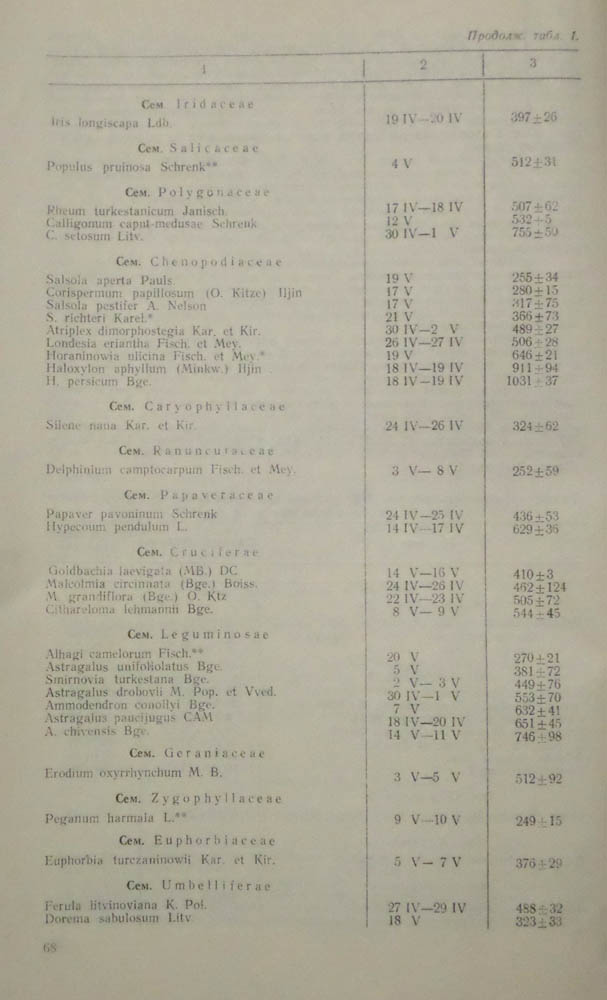 Продолж. табл. 1.
1 2 3
Сем. Iridaceae
Iris longiscapa Ldb. 19 IV—20 IV 397±26
Сем. Salicaceae
Populus pruinosa Schrenk** 4 V 512±31
Сем. Polygonaceae
Rheum turkestanicum Janisch. 17 IV—18 IV 507±62
Calligonum caput-medusae Schrenk 12 V 532±5
C. setosum Litv. 30 IV—1 V 755±50
Сем. Chenopodiaceae
Salsola aperta Pauls. 19 V 255±34
Corispermum papillosum (O. Kitze) Iljin 17 V 280±15
Salsola pestifer A. Nelson 17 V 317±75
S. richteri Karel.* 21 V 366±73
Atriplex dimorphostegia Kar. et Kir. 30 IV—2 V 489±27
Londesia eriantha Fisch. et Mey. 26 IV—27 IV 506±28
Horaninowia ulicina Fisch. et Mey.* 19 V 646±21
Haloxylon aphyllum (Minkw.) Iljin 18 IV—19 IV 911±94
H. persicum Bge. 18 IV—19 IV 1031±37
Сем. Caryophyllaceae
Silene nana Kar. et Kir. 24 IV—26 IV 324±62
Сем. Ranunculaceae
Delphinium camptocarpum Fisch. et Mey. 3 V—8 V 252±59
Сем. Papaveraceae
Papaver pavoninum Schrenk 24 IV—25 IV 436±53
Hypecoum pendulum L. 14 IV—17 IV 629±36
Сем. Cruciferae
Goldbachia laevigata (MB.) DC 14 V—16 V 410±3
Malcolmia circinnata (Bge.) Boiss. 24 IV—26 IV 462±124
M. grandiflora (Bge.) O. Ktz 22 IV—23 IV 505±72
Cithareloma lehmannii Bge. 8 V—9 V 544±45
Сем. Leguminosae
Alhagi camelorum Fisch.** 20 V 270±21
Astragalus unifoliolatus Bge. 5 V 381±72
Smirnovia turkestana Bge. 2 V—3 V 449±76
Astragalus drobovii M. Pop. et Vved. 30 IV—1 V 553±70
Ammodendron conollyi Bge. 7 V 632±41
Astragalus paucijugus CAM 18 IV—20 IV 651±45
A. chivensis Bge. 14 V—11 V 746±98
Сем. Geraniaceae
Erodium oxyrrhynchum M. B. 3 V—5 V 512±92
Сем. Zygophyllaceae
Peganum harmala L.** 9 V—10 V 249±15
Сем. Euphorbiaceae
Euphorbia turczaninowii Kar. et Kir. 5 V—7 V 376±29
Сем. Umbelliferae
Ferula litvinoviana K. Pol. 27 IV—29 IV 488±32
Dorema sabulosum Litv 18 V 323±33
68